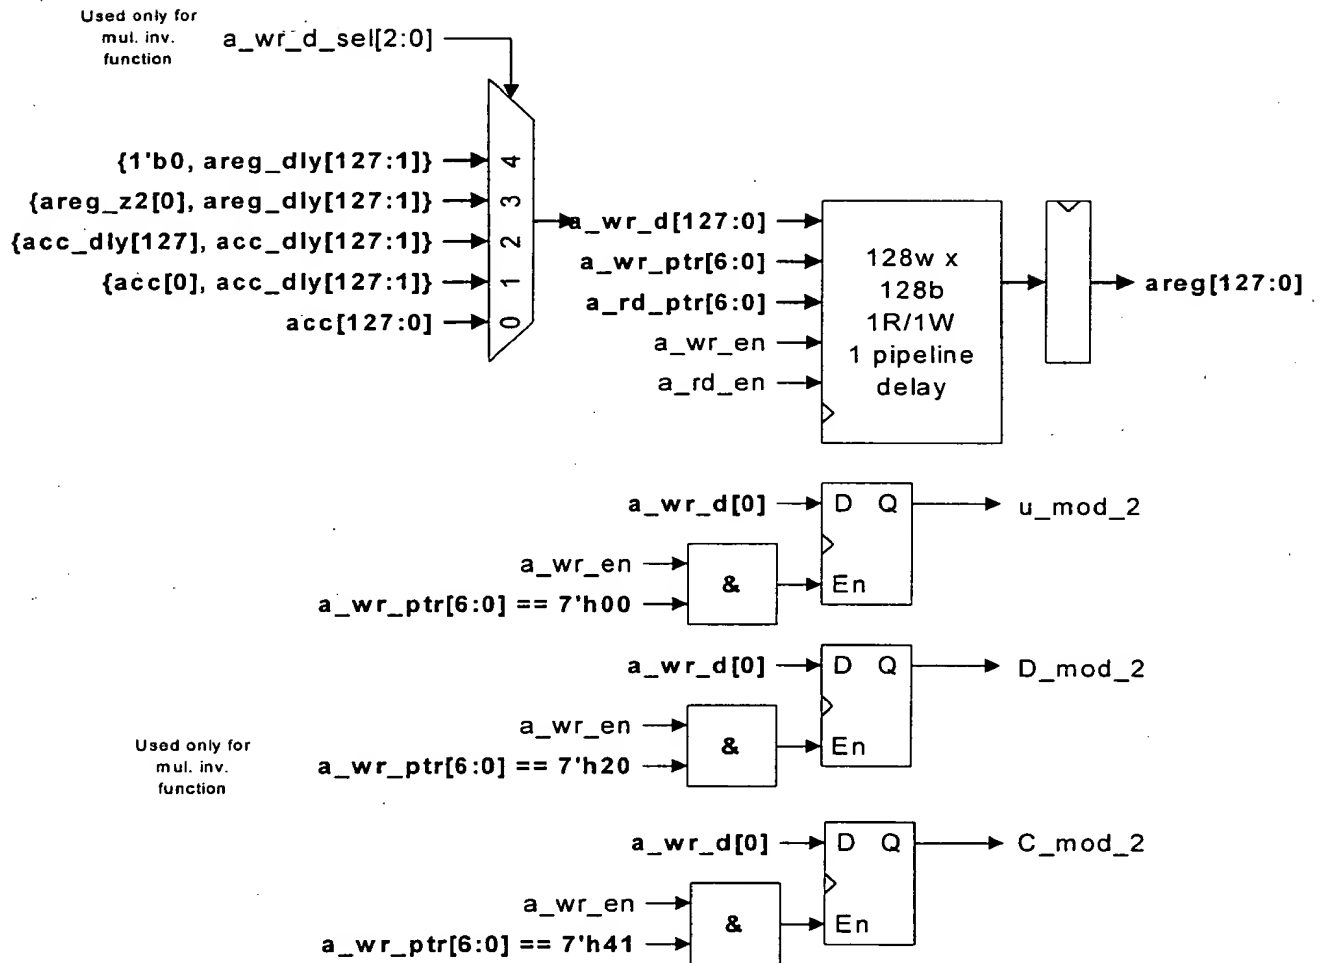 Used only for
mul. inv.
function
a_wr_d_sel[2:0]
{1'b0, areg_dly[127:1]}
4
{areg_z2[0], areg_dly[127:1]}
3
{acc_dly[127], acc_dly[127:1]}
2
{acc[0], acc_dly[127:1]}
1
acc[127:0]
0
a_wr_d[127:0]
a_wr_ptr[6:0]
a_rd_ptr[6:0]
a_wr_en
a_rd_en
128w x
128b
1R/1W
1 pipeline
delay
areg[127:0]
a_wr_d[0]
D Q
u_mod_2
a_wr_en
a_wr_ptr[6:0] == 7'h00
&
En
a_wr_d[0]
D Q
D_mod_2
a_wr_en
a_wr_ptr[6:0] == 7'h20
&
En
Used only for
mul. inv.
function
a_wr_d[0]
D Q
C_mod_2
a_wr_en
a_wr_ptr[6:0] == 7'h41
&
En